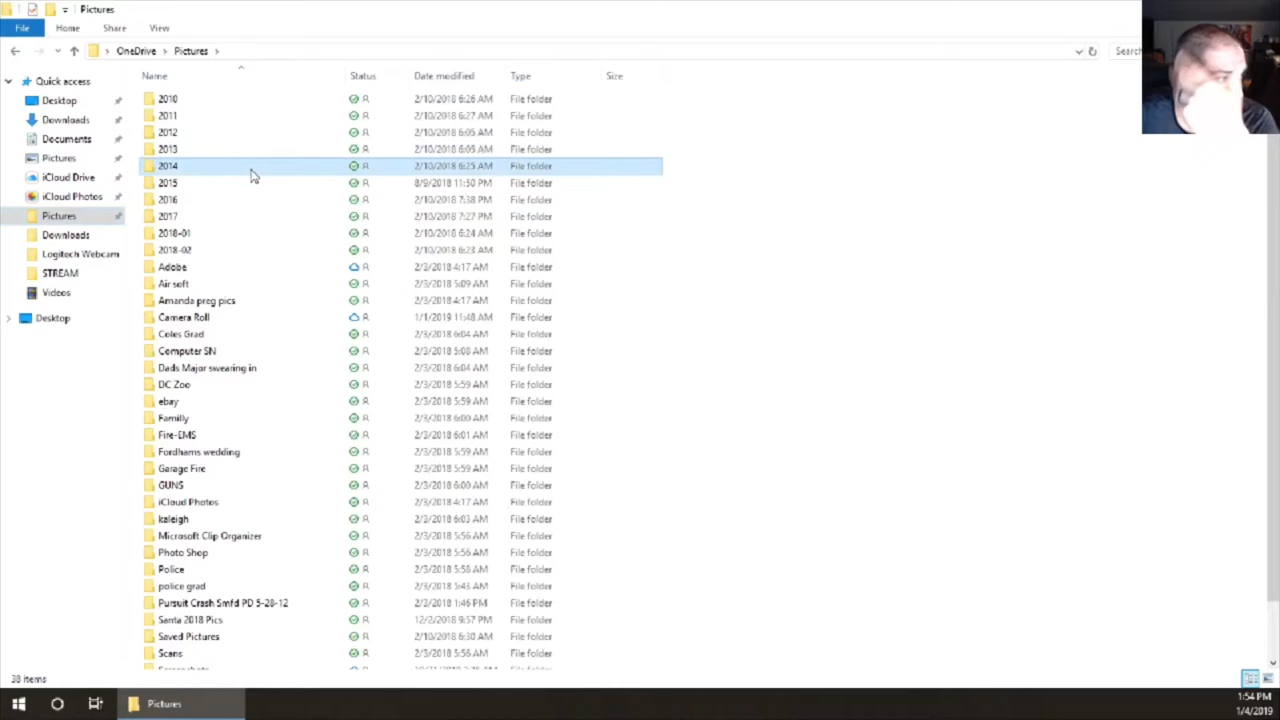 Pictures
File Home Share View
OneDrive Pictures Search
Quick access
Desktop
Downloads
Documents
Pictures
iCloud Drive
iCloud Photos
Pictures
Downloads
Logitech Webcam
STREAM
Videos
Desktop
Name Status Date modified Type Size
2010 R 2/10/2018 6:26 AM File folder
2011 R 2/10/2018 6:27 AM File folder
2012 R 2/10/2018 6:05 AM File folder
2013 R 2/10/2018 6:05 AM File folder
2014 R 2/10/2018 6:25 AM File folder
2015 R 8/9/2018 11:50 PM File folder
2016 R 2/10/2018 7:38 PM File folder
2017 R 2/10/2018 7:27 PM File folder
2018-01 R 2/10/2018 6:24 AM File folder
2018-02 R 2/10/2018 6:23 AM File folder
Adobe R 2/3/2018 4:17 AM File folder
Air soft R 2/3/2018 5:09 AM File folder
Amanda preg pics R 2/3/2018 4:17 AM File folder
Camera Roll R 1/1/2019 11:48 AM File folder
Coles Grad R 2/3/2018 6:04 AM File folder
Computer SN R 2/3/2018 5:08 AM File folder
Dads Major swearing in R 2/3/2018 6:04 AM File folder
DC Zoo R 2/3/2018 5:59 AM File folder
ebay R 2/3/2018 5:59 AM File folder
Familly R 2/3/2018 6:00 AM File folder
Fire-EMS R 2/3/2018 6:01 AM File folder
Fordhams wedding R 2/3/2018 5:59 AM File folder
Garage Fire R 2/3/2018 5:59 AM File folder
GUNS R 2/3/2018 6:00 AM File folder
iCloud Photos R 2/3/2018 4:17 AM File folder
kaleigh R 2/3/2018 6:03 AM File folder
Microsoft Clip Organizer R 2/3/2018 5:56 AM File folder
Photo Shop R 2/3/2018 5:56 AM File folder
Police R 2/3/2018 5:58 AM File folder
police grad R 2/3/2018 5:43 AM File folder
Pursuit Crash Smfd PD 5-28-12 R 2/3/2018 1:46 PM File folder
Santa 2018 Pics R 12/2/2018 9:57 PM File folder
Saved Pictures R 2/10/2018 6:30 AM File folder
Scans R 2/3/2018 5:56 AM File folder
38 items
Pictures
1:54 PM
1/4/2019